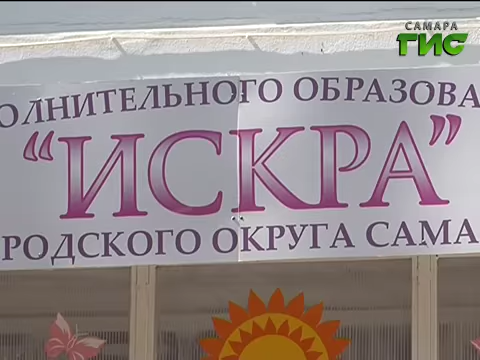 САМАРА
ГИС
ОЛНИТЕЛЬНОГО ОБРАЗОВА
“ИСКРА”
РОДСКОГО ОКРУГА САМА